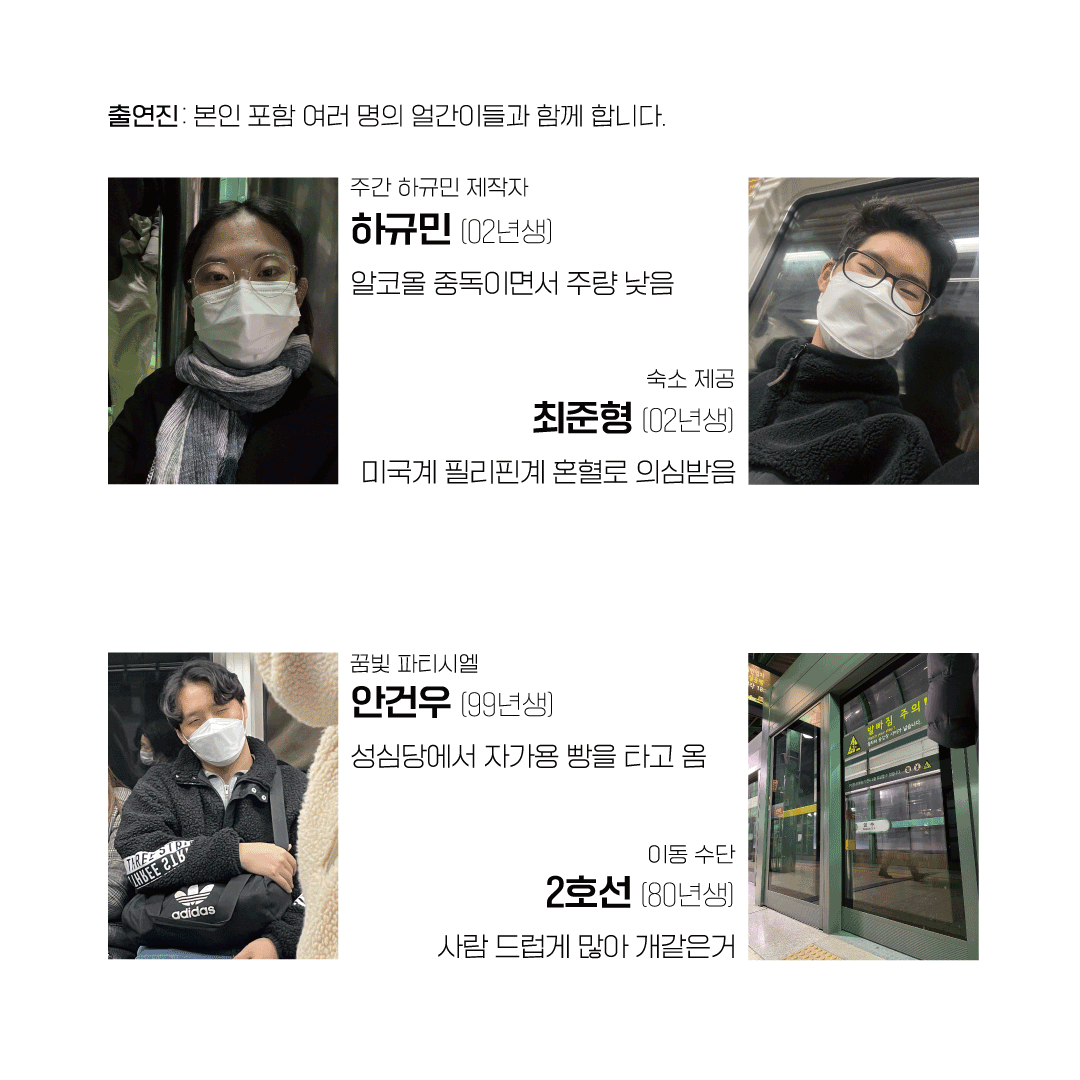 출연진: 본인 포함 여러 명의 얼간이들과 함께 합니다.
주간 하규민 제작자
하규민 (02년생)
알코올 중독이면서 주량 낮음
숙소 제공
최준형 (02년생)
미국계 필리핀계 혼혈로 의심받음
꿈빛 파티시엘
안건우 (99년생)
성심당에서 자가용 빵을 타고 옴
THREE STRI
THREE STRA
adidas
이동 수단
2호선 (80년생)
사람 드럽게 많아 개같은거
발빠짐 주의!